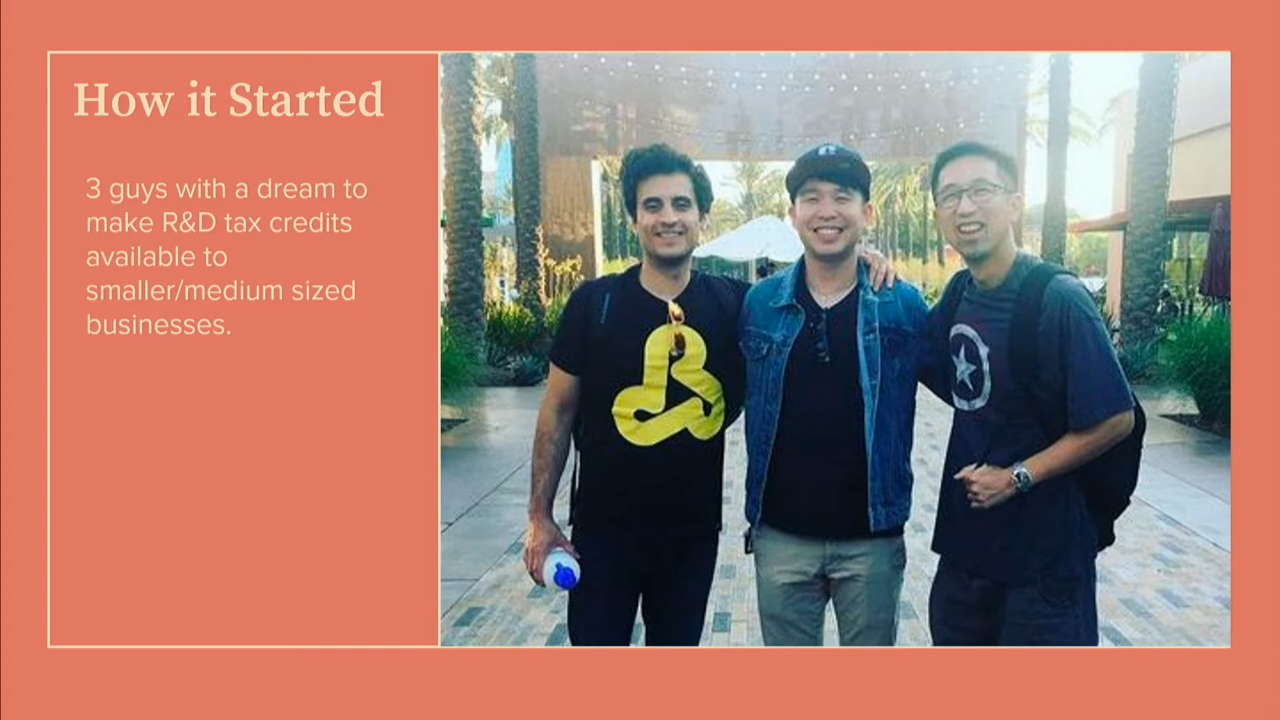 How it Started
3 guys with a dream to
make R&D tax credits
available to
smaller/medium sized
businesses.